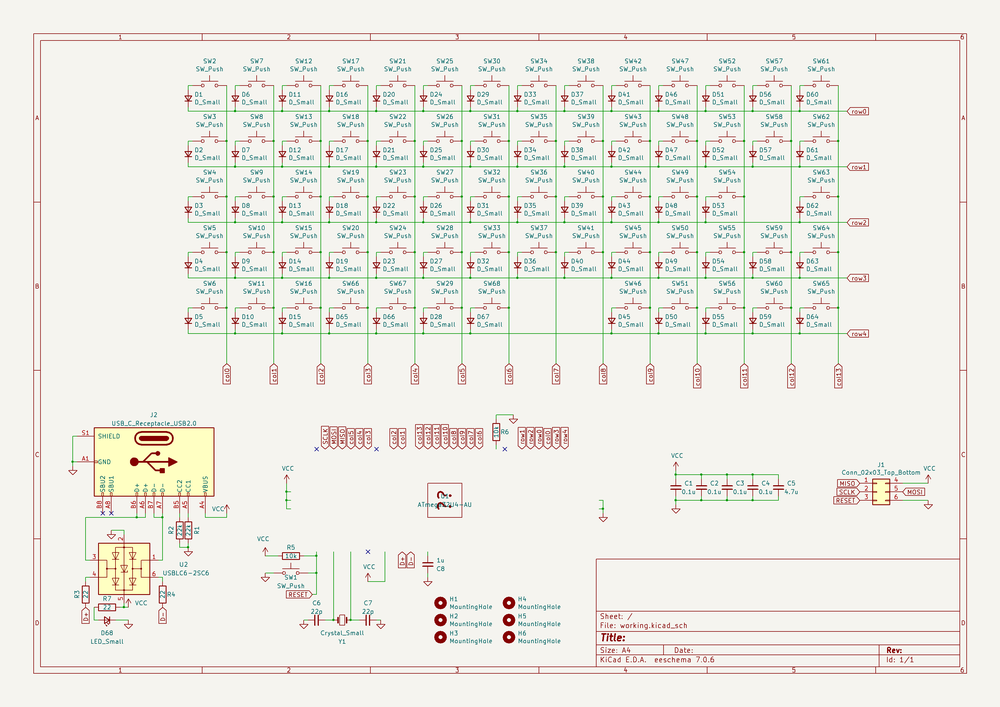 1 2 3 4 5 6
SW2 SW7 SW12 SW17 SW21 SW25 SW30 SW34 SW38 SW42 SW47 SW52 SW57 SW61
SW_Push SW_Push SW_Push SW_Push SW_Push SW_Push SW_Push SW_Push SW_Push SW_Push SW_Push SW_Push SW_Push SW_Push
D1 D6 D11 D16 D20 D24 D29 D33 D37 D41 D46 D51 D56 D60
D_Small D_Small D_Small D_Small D_Small D_Small D_Small D_Small D_Small D_Small D_Small D_Small D_Small D_Small
row0
A A
SW3 SW8 SW13 SW18 SW22 SW26 SW31 SW35 SW39 SW43 SW48 SW53 SW58 SW62
SW_Push SW_Push SW_Push SW_Push SW_Push SW_Push SW_Push SW_Push SW_Push SW_Push SW_Push SW_Push SW_Push SW_Push
D2 D7 D12 D17 D21 D25 D30 D34 D38 D42 D47 D52 D57 D61
D_Small D_Small D_Small D_Small D_Small D_Small D_Small D_Small D_Small D_Small D_Small D_Small D_Small D_Small
row1
SW4 SW9 SW14 SW19 SW23 SW27 SW32 SW36 SW40 SW44 SW49 SW54 SW63
SW_Push SW_Push SW_Push SW_Push SW_Push SW_Push SW_Push SW_Push SW_Push SW_Push SW_Push SW_Push SW_Push
D3 D8 D13 D18 D22 D26 D31 D35 D39 D43 D48 D53 D62
D_Small D_Small D_Small D_Small D_Small D_Small D_Small D_Small D_Small D_Small D_Small D_Small D_Small
row2
SW5 SW10 SW15 SW20 SW24 SW28 SW33 SW37 SW41 SW45 SW50 SW55 SW59 SW64
SW_Push SW_Push SW_Push SW_Push SW_Push SW_Push SW_Push SW_Push SW_Push SW_Push SW_Push SW_Push SW_Push SW_Push
D4 D9 D14 D19 D23 D27 D32 D36 D40 D44 D49 D54 D59 D63
D_Small D_Small D_Small D_Small D_Small D_Small D_Small D_Small D_Small D_Small D_Small D_Small D_Small D_Small
row3
B B
SW6 SW11 SW16 SW66 SW67 SW29 SW68 SW46 SW51 SW56 SW60 SW65
SW_Push SW_Push SW_Push SW_Push SW_Push SW_Push SW_Push SW_Push SW_Push SW_Push SW_Push SW_Push
D5 D10 D15 D65 D66 D28 D67 D45 D50 D55 D59 D64
D_Small D_Small D_Small D_Small D_Small D_Small D_Small D_Small D_Small D_Small D_Small D_Small
row4
col0 col1 col2 col3 col4 col5 col6 col7 col8 col9 col10 col11 col12 col13
J2
USB_C_Receptacle_USB2.0
S1 SHIELD
A1 GND
SBU2 SBU1 D+ D+ D- D- CC2 CC1 VBUS
B8 A8 B6 A6 B7 A7 B5 A5 A4
VCC
R2 22k
R1 22k
SCLK MOSI MISO
R6 10k
C C
VCC
ATmega32U4-AU
VCC
C1 0.1u
C2 0.1u
C3 0.1u
C4 0.1u
C5 4.7u
J1
Conn_02x03_Top_Bottom
VCC
MISO 1 2
SCLK 3 4 MOSI
RESET 5 6
U2
USBLC6-2SC6
2 3 1 4 6 5
R3 22
R4 22
R7 22
VCC
D+ D-
D68
LED_Small
VCC
R5
10k
SW1
SW_Push
RESET
VCC
D+ D-
1u
C8
C6
22p
C7
22p
Crystal_Small
Y1
H1
MountingHole
H2
MountingHole
H3
MountingHole
H4
MountingHole
H5
MountingHole
H6
MountingHole
D D
Sheet: /
File: working.kicad_sch
Title:
Size: A4 Date: Rev:
KiCad E.D.A. eeschema 7.0.6 Id: 1/1
1 2 3 4 5 6